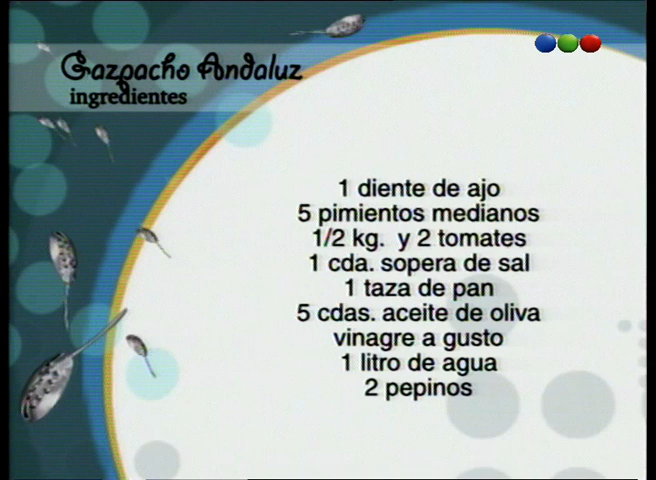 Gazpacho Andaluz
ingredientes
1 diente de ajo
5 pimientos medianos
1/2 kg. y 2 tomates
1 cda. sopera de sal
1 taza de pan
5 cdas. aceite de oliva
vinagre a gusto
1 litro de agua
2 pepinos